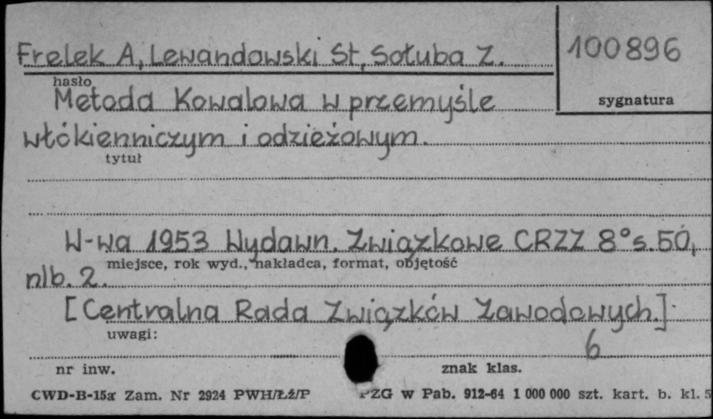 Frelek A, Lewandowski St, Sołuba Z.
100896
hasło
sygnatura
Metoda Kowalowa w przemyśle
włókienniczym i odzieżowym.
tytuł
W-wa 1953 Wydawn. Związkowe CRZZ 8° s. 50,
miejsce, rok wyd., nakładca, format, objętość
nlb. 2.
[Centralna Rada Związków Zawodowych.]
uwagi:
6
nr inw.
znak klas.
CWD-B-15a Zam. Nr 2924 PWH/Łż/P PZG w Pab. 912-64 1 000 000 szt. kart. b. kl. 5